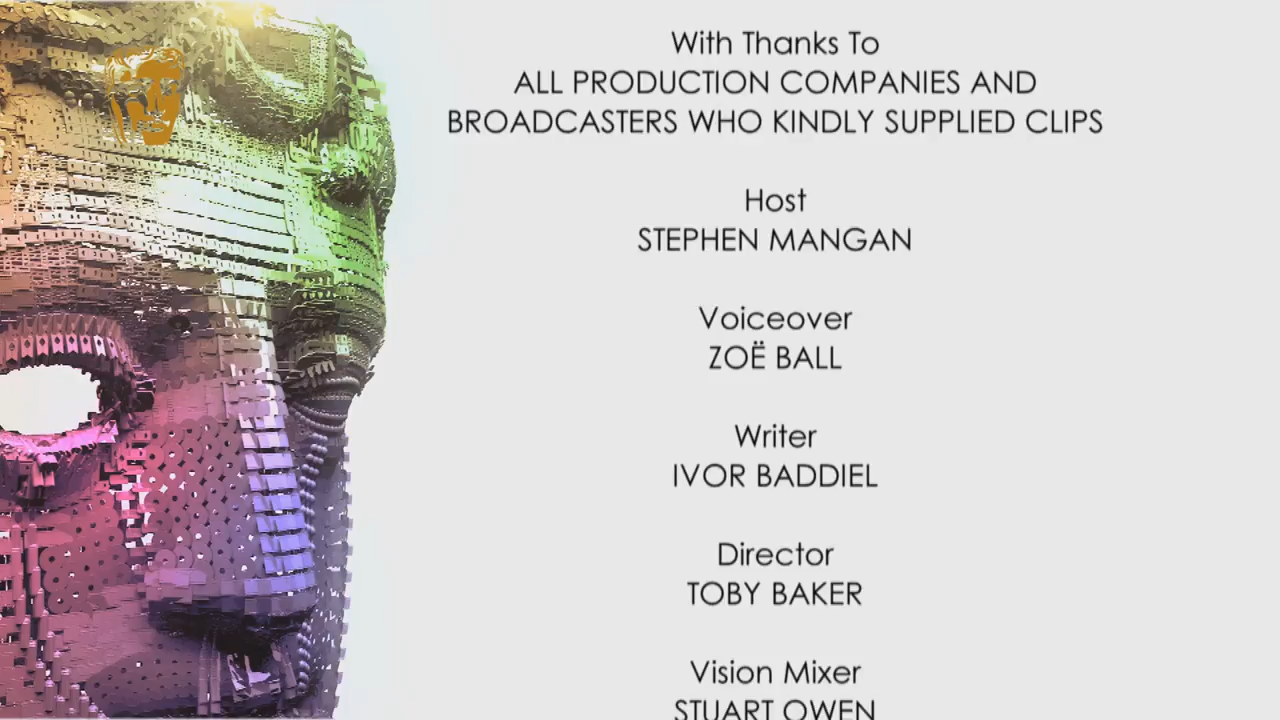 With Thanks To
ALL PRODUCTION COMPANIES AND
BROADCASTERS WHO KINDLY SUPPLIED CLIPS
Host
STEPHEN MANGAN
Voiceover
ZOË BALL
Writer
IVOR BADDIEL
Director
TOBY BAKER
Vision Mixer
STUART OWEN